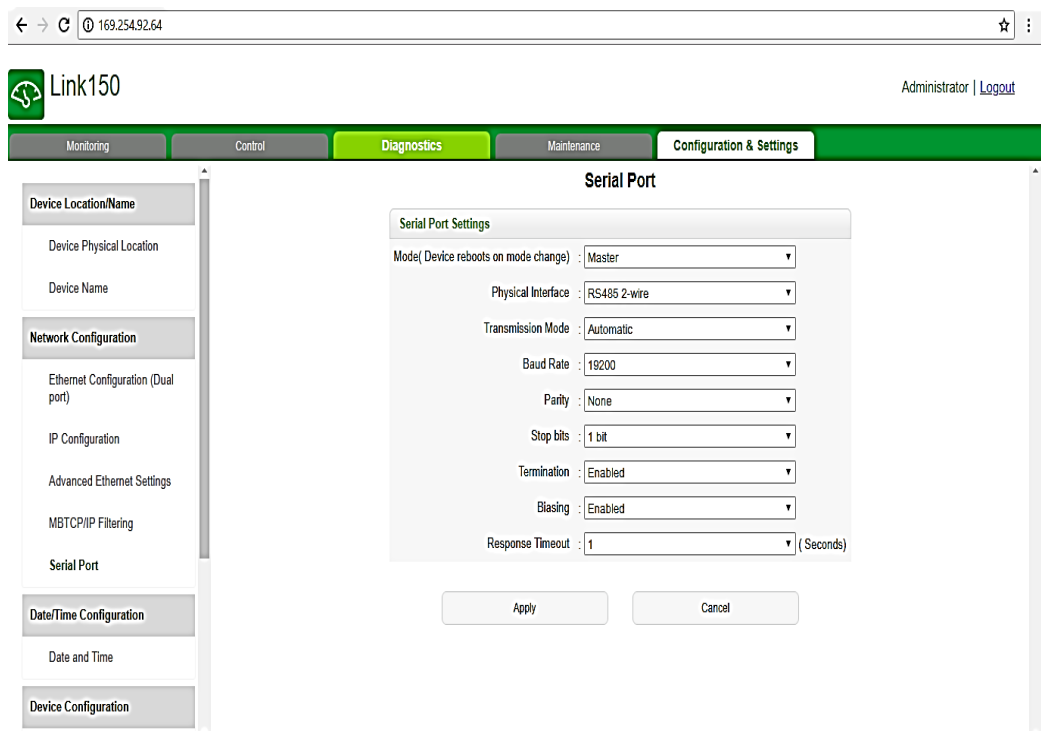 169.254.92.64
Link150
Administrator | Logout
Monitoring
Control
Diagnostics
Maintenance
Configuration & Settings
Device Location/Name
Device Physical Location
Device Name
Network Configuration
Ethernet Configuration (Dual
port)
IP Configuration
Advanced Ethernet Settings
MBTCP/IP Filtering
Serial Port
Date/Time Configuration
Date and Time
Device Configuration
Serial Port
Serial Port Settings
Mode( Device reboots on mode change) : Master
Physical Interface : RS485 2-wire
Transmission Mode : Automatic
Baud Rate : 19200
Parity : None
Stop bits : 1 bit
Termination : Enabled
Biasing : Enabled
Response Timeout : 1 ( Seconds)
Apply
Cancel